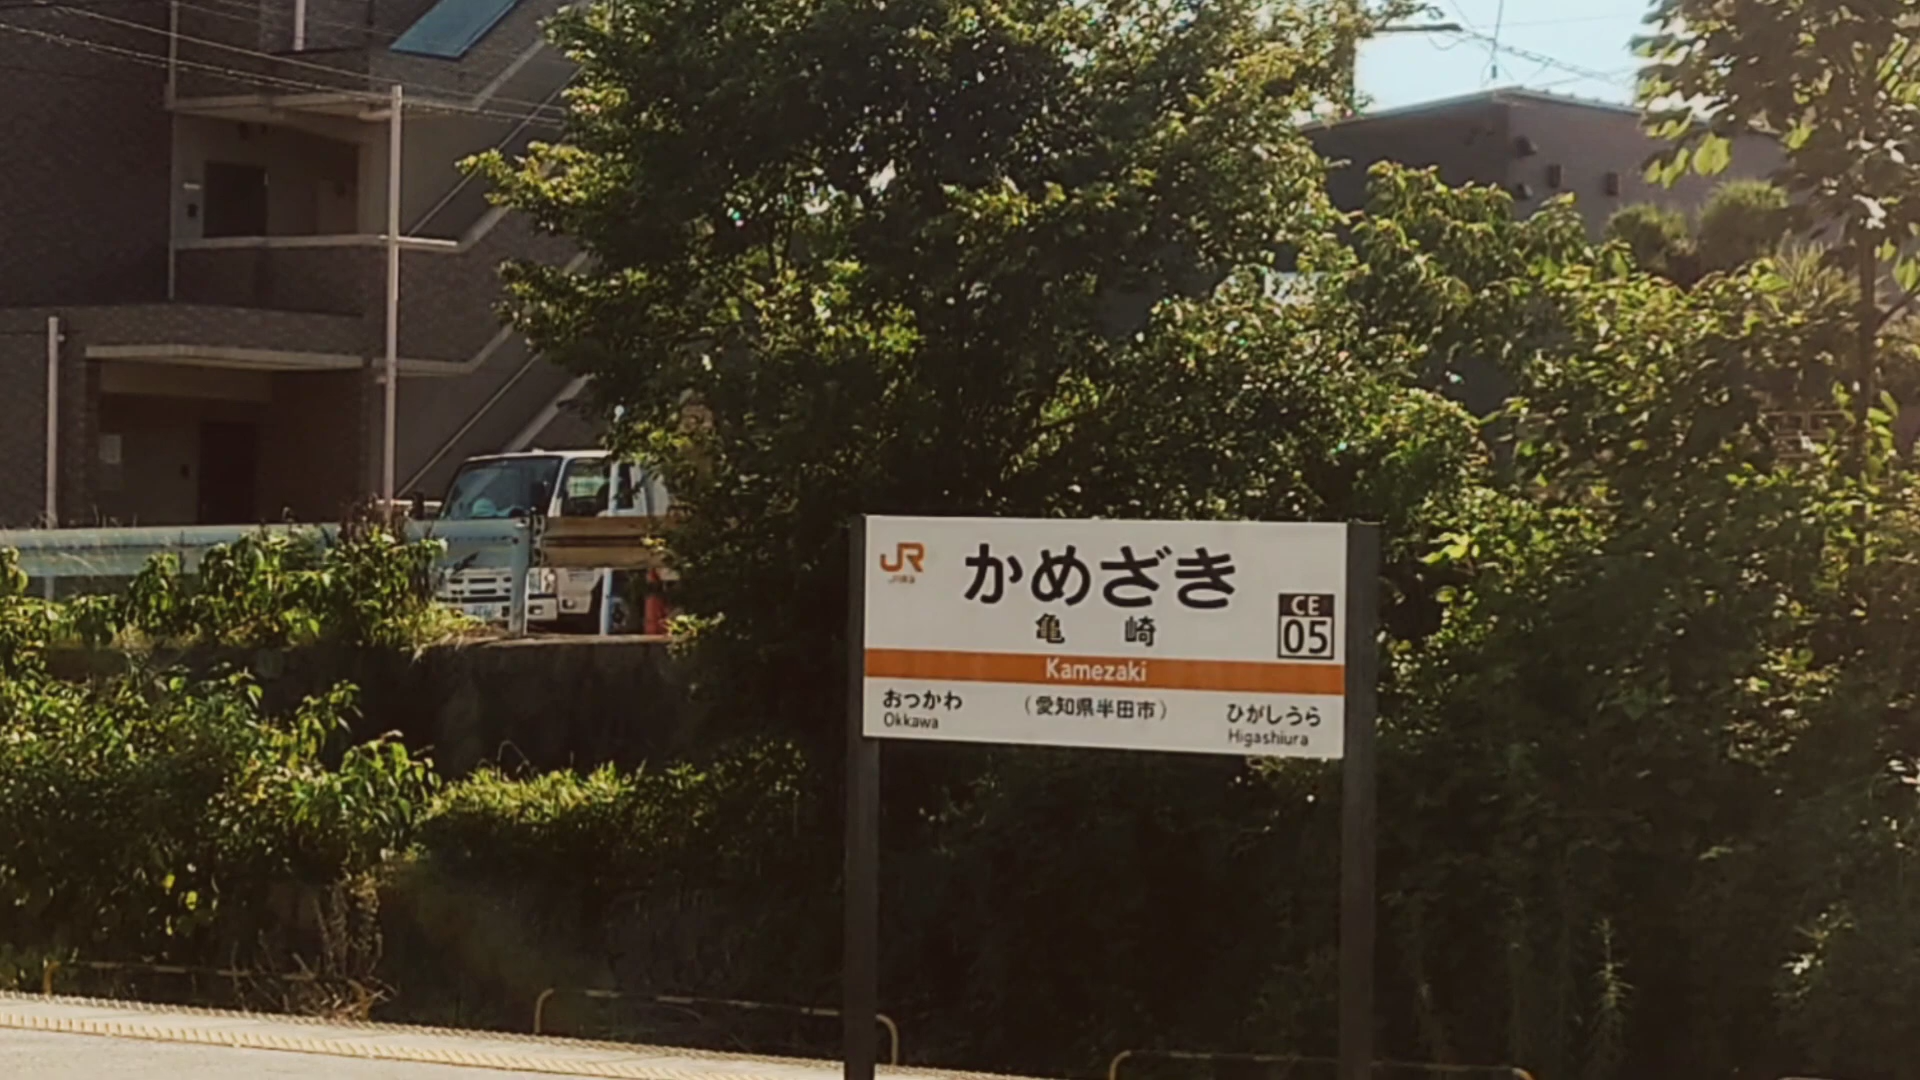 JR
かめざき
亀 崎
CE
05
Kamezaki
おっかわ
Okkawa
(愛知県半田市)
ひがしうら
Higashiura